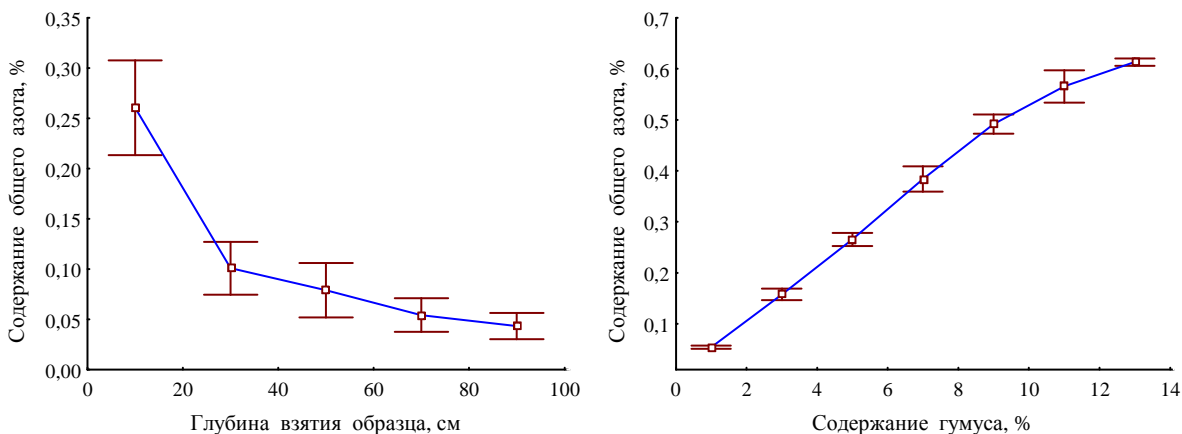 Содержание общего азота, %
0,35
0,30
0,25
0,20
0,15
0,10
0,05
0,00
0 20 40 60 80 100
Глубина взятия образца, см
Содержание общего азота, %
0,7
0,6
0,5
0,4
0,3
0,2
0,1
0 2 4 6 8 10 12 14
Содержание гумуса, %